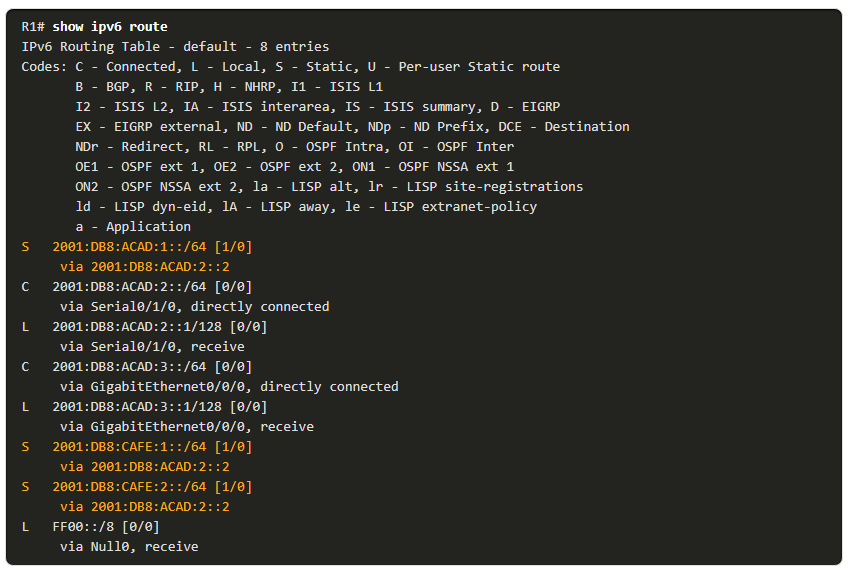 R1# show ipv6 route
IPv6 Routing Table - default - 8 entries
Codes: C - Connected, L - Local, S - Static, U - Per-user Static route
       B - BGP, R - RIP, H - NHRP, I1 - ISIS L1
       I2 - ISIS L2, IA - ISIS interarea, IS - ISIS summary, D - EIGRP
       EX - EIGRP external, ND - ND Default, NDp - ND Prefix, DCE - Destination
       NDr - Redirect, RL - RPL, O - OSPF Intra, OI - OSPF Inter
       OE1 - OSPF ext 1, OE2 - OSPF ext 2, ON1 - OSPF NSSA ext 1
       ON2 - OSPF NSSA ext 2, la - LISP alt, lr - LISP site-registrations
       ld - LISP dyn-eid, lA - LISP away, le - LISP extranet-policy
       a - Application
S   2001:DB8:ACAD:1::/64 [1/0]
     via 2001:DB8:ACAD:2::2
C   2001:DB8:ACAD:2::/64 [0/0]
     via Serial0/1/0, directly connected
L   2001:DB8:ACAD:2::1/128 [0/0]
     via Serial0/1/0, receive
C   2001:DB8:ACAD:3::/64 [0/0]
     via GigabitEthernet0/0/0, directly connected
L   2001:DB8:ACAD:3::1/128 [0/0]
     via GigabitEthernet0/0/0, receive
S   2001:DB8:CAFE:1::/64 [1/0]
     via 2001:DB8:ACAD:2::2
S   2001:DB8:CAFE:2::/64 [1/0]
     via 2001:DB8:ACAD:2::2
L   FF00::/8 [0/0]
     via Null0, receive